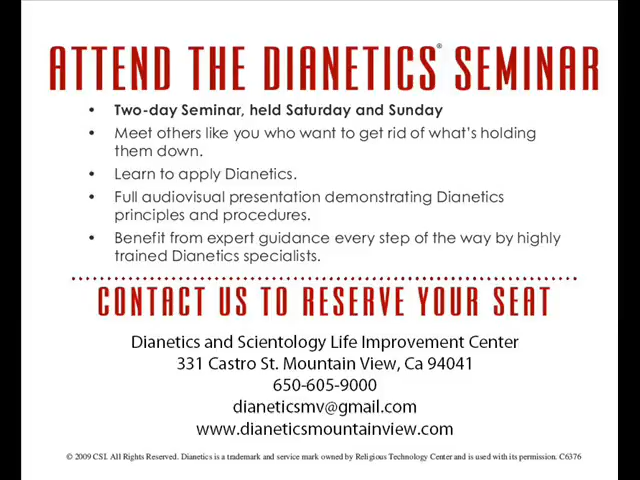 ATTEND THE DIANETICS® SEMINAR
• Two-day Seminar, held Saturday and Sunday
• Meet others like you who want to get rid of what's holding
them down.
• Learn to apply Dianetics.
• Full audiovisual presentation demonstrating Dianetics
principles and procedures.
• Benefit from expert guidance every step of the way by highly
trained Dianetics specialists.
CONTACT US TO RESERVE YOUR SEAT
Dianetics and Scientology Life Improvement Center
331 Castro St. Mountain View, Ca 94041
650-605-9000
dianeticsmv@gmail.com
www.dianeticsmountainview.com
© 2009 CSI. All Rights Reserved. Dianetics is a trademark and service mark owned by Religious Technology Center and is used with its permission. C6376